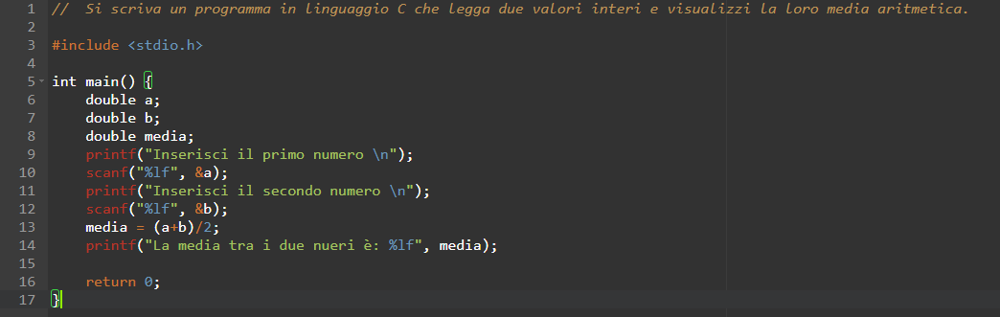 1 //  Si scriva un programma in linguaggio C che legga due valori interi e visualizzi la loro media aritmetica.
2
3 #include <stdio.h>
4
5 int main() {
6     double a;
7     double b;
8     double media;
9     printf("Inserisci il primo numero \n");
10     scanf("%lf", &a);
11     printf("Inserisci il secondo numero \n");
12     scanf("%lf", &b);
13     media = (a+b)/2;
14     printf("La media tra i due nueri è: %lf", media);
15
16     return 0;
17 }